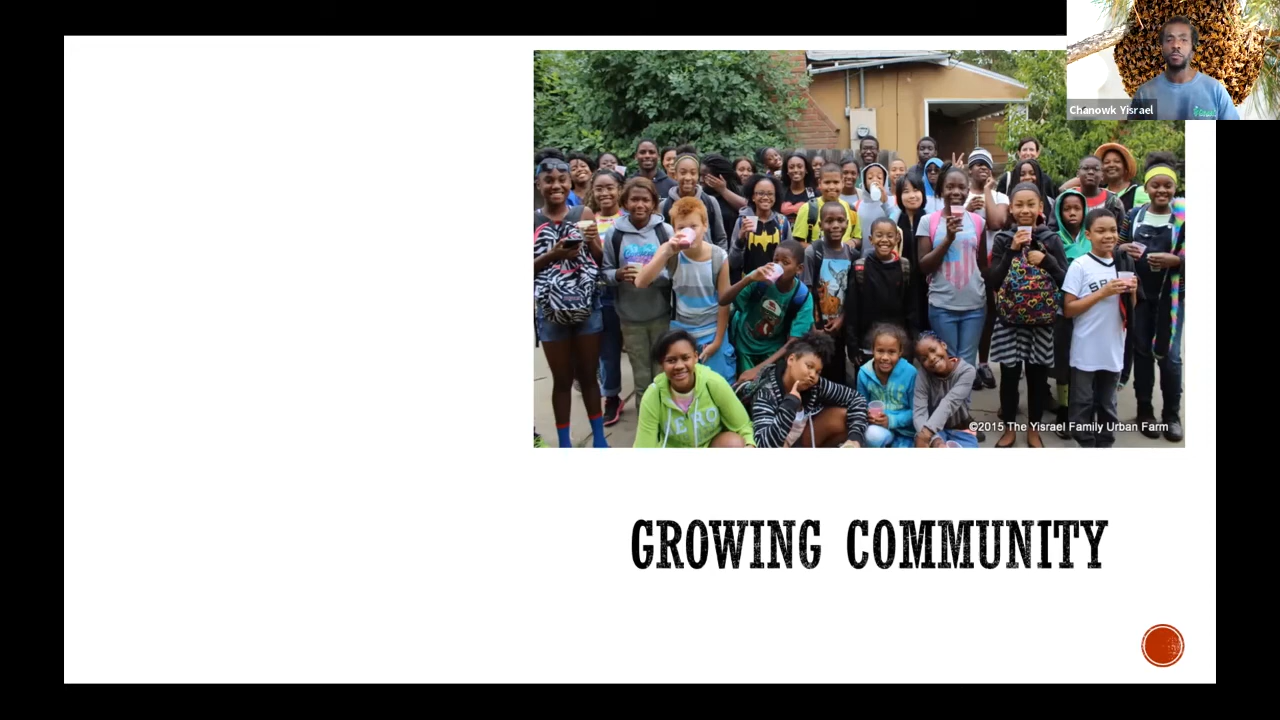 Chanowk Yisrael
©2015 The Yisrael Family Urban Farm
GROWING COMMUNITY